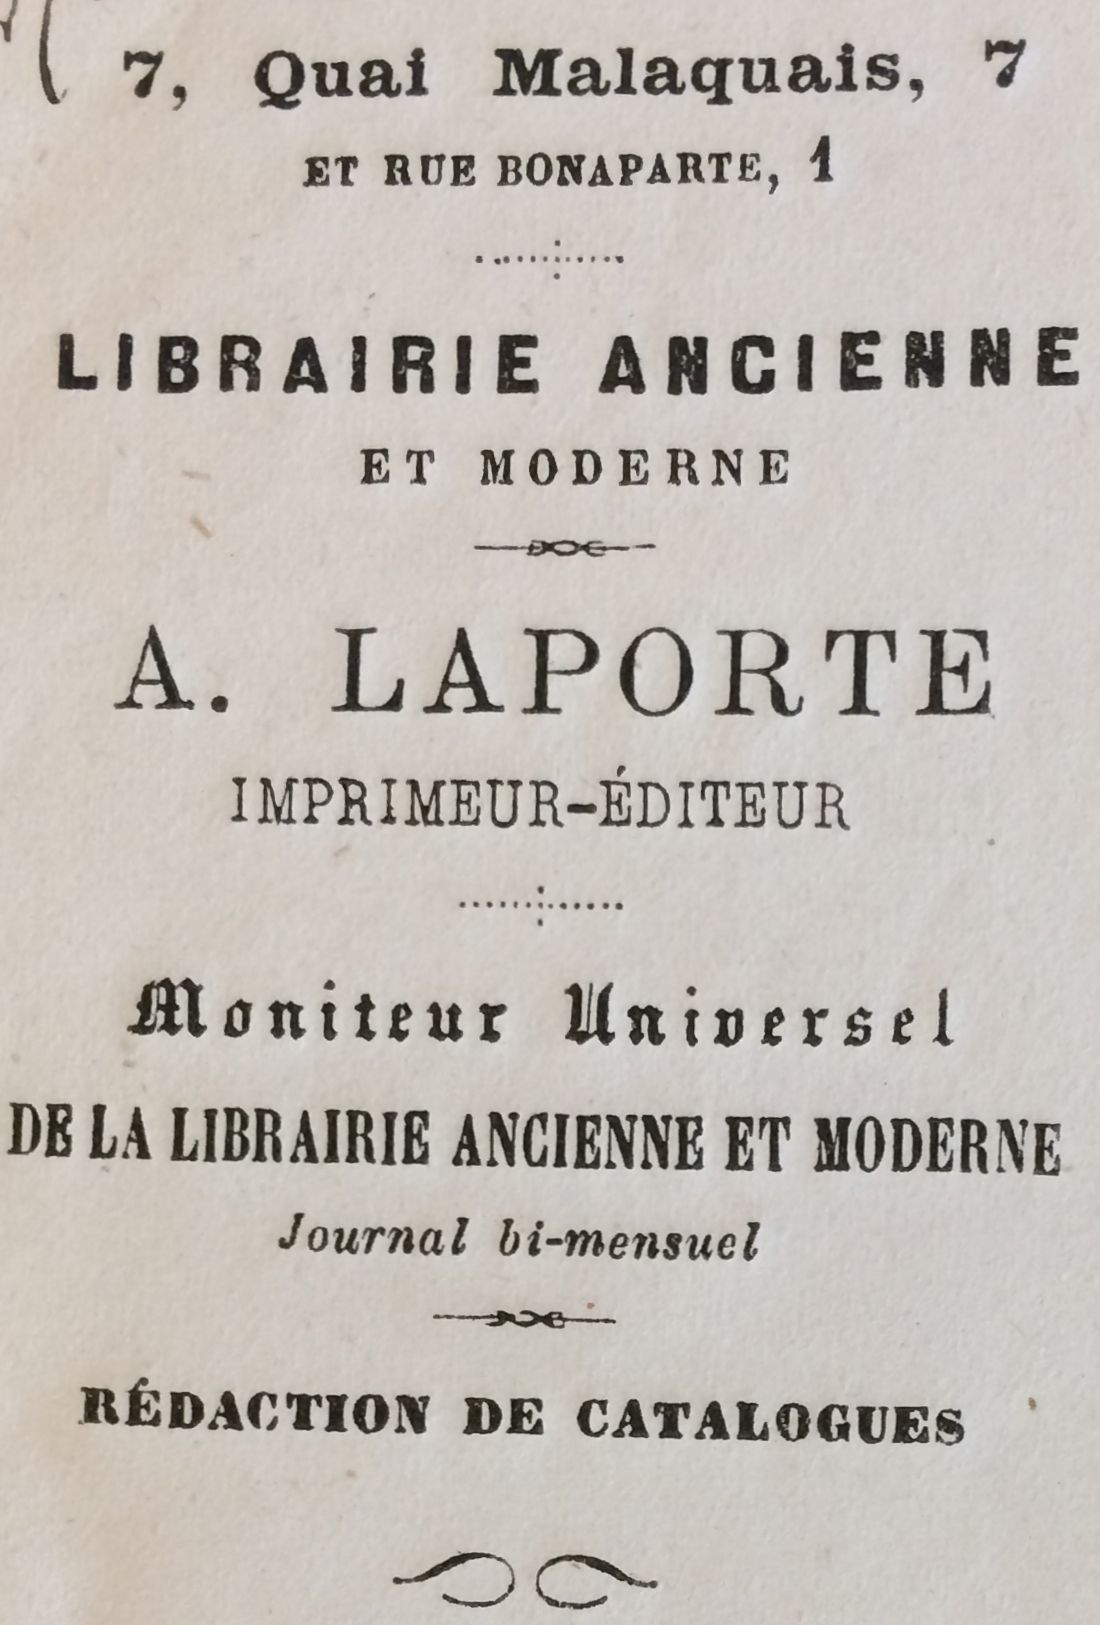 7, Quai Malaquais, 7
ET RUE BONAPARTE, 1
LIBRAIRIE ANCIENNE
ET MODERNE
A. LAPORTE
IMPRIMEUR-ÉDITEUR
Moniteur Universel
DE LA LIBRAIRIE ANCIENNE ET MODERNE
Journal bi-mensuel
RÉDACTION DE CATALOGUES